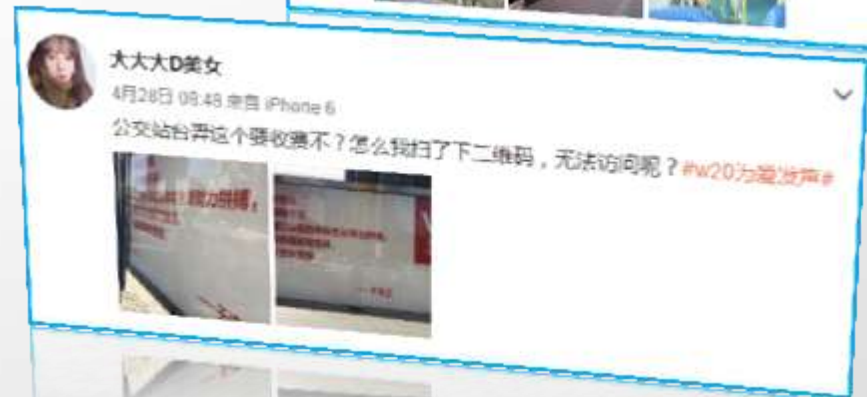 大大大D美女
4月28日 08:48 来自 iPhone 6
公交站台弄这个要收费不？怎么我扫了下二维码，无法访问呢？#w20为爱发声#